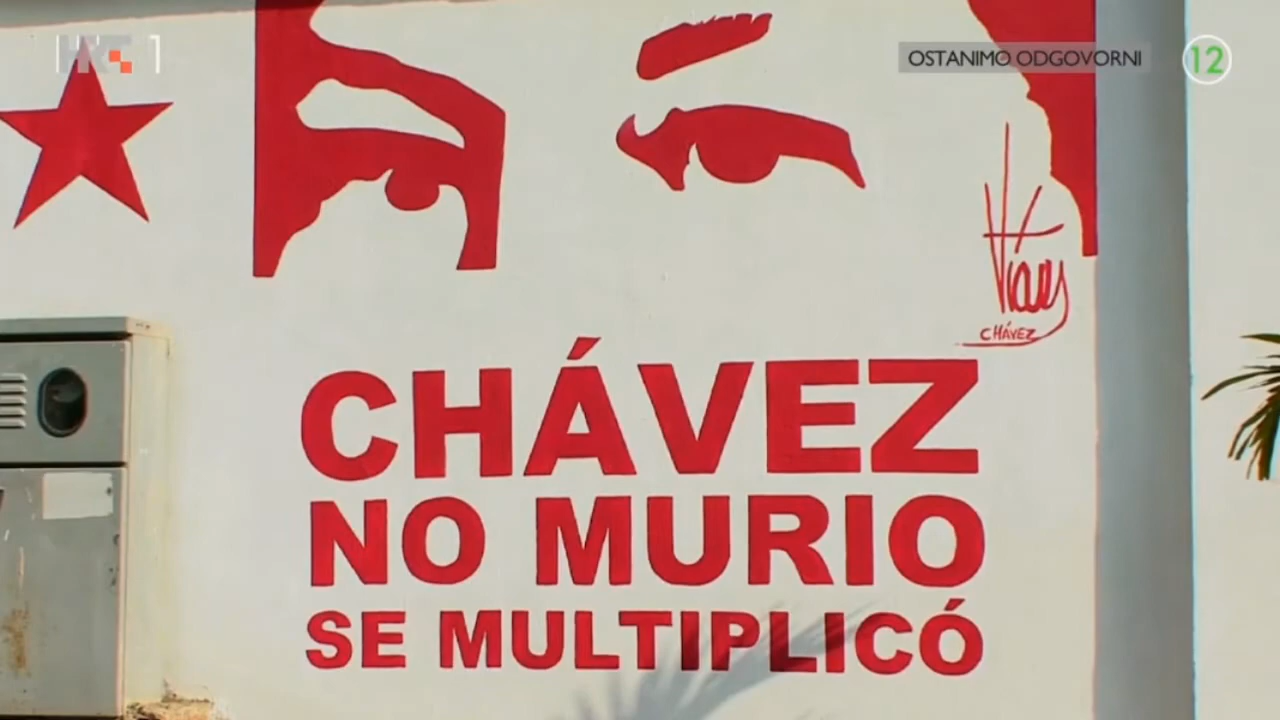 HRT 1
OSTANIMO ODGOVORNI
12
CHÁVEZ
CHÁVEZ
NO MURIO
SE MULTIPLICÓ